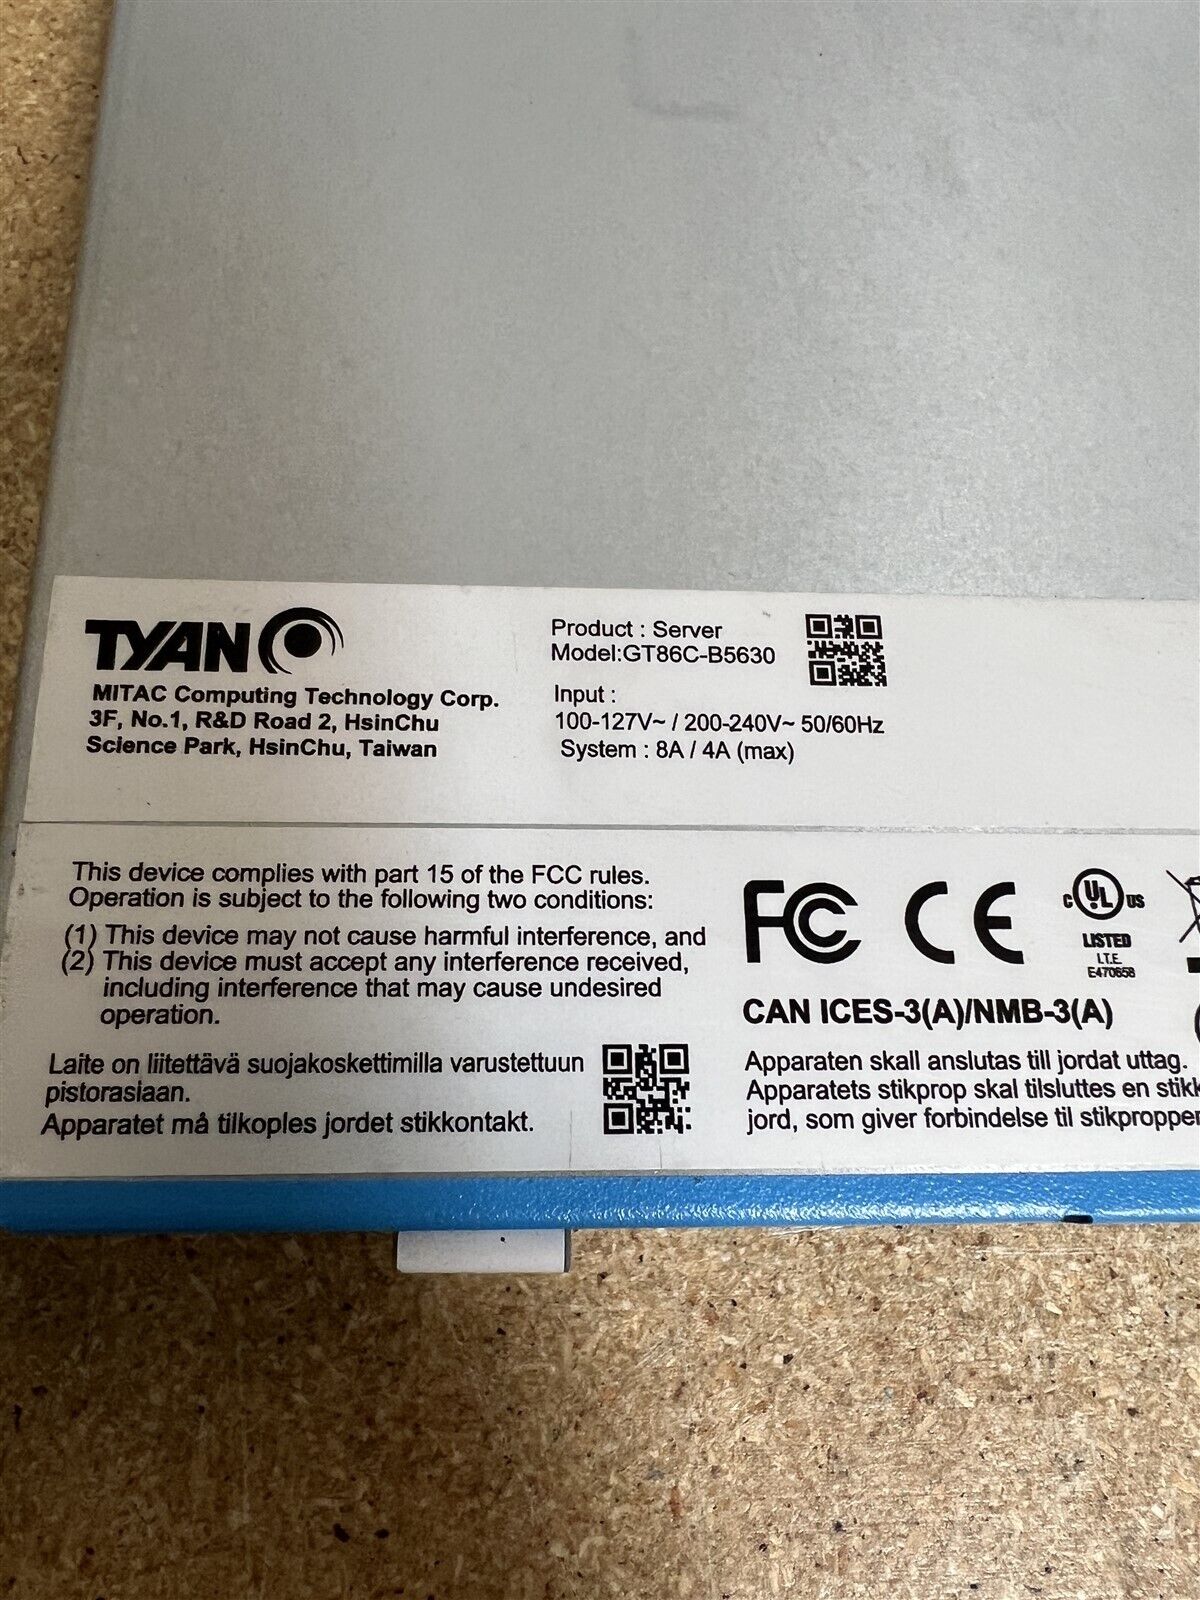 TYAN
MITAC Computing Technology Corp.
3F, No.1, R&D Road 2, HsinChu
Science Park, HsinChu, Taiwan
Product : Server
Model:GT86C-B5630
Input :
100-127V~ / 200-240V~ 50/60Hz
System : 8A / 4A (max)
This device complies with part 15 of the FCC rules.
Operation is subject to the following two conditions:
(1) This device may not cause harmful interference, and
(2) This device must accept any interference received,
including interference that may cause undesired
operation.
Laite on liitettävä suojakoskettimilla varustettuun
pistorasiaan.
Apparatet må tilkoples jordet stikkontakt.
FC CE
C UL US
LISTED
I.T.E.
E470658
CAN ICES-3(A)/NMB-3(A)
Apparaten skall anslutas till jordat uttag.
Apparatets stikprop skal tilsluttes en
jord, som giver forbindelse til